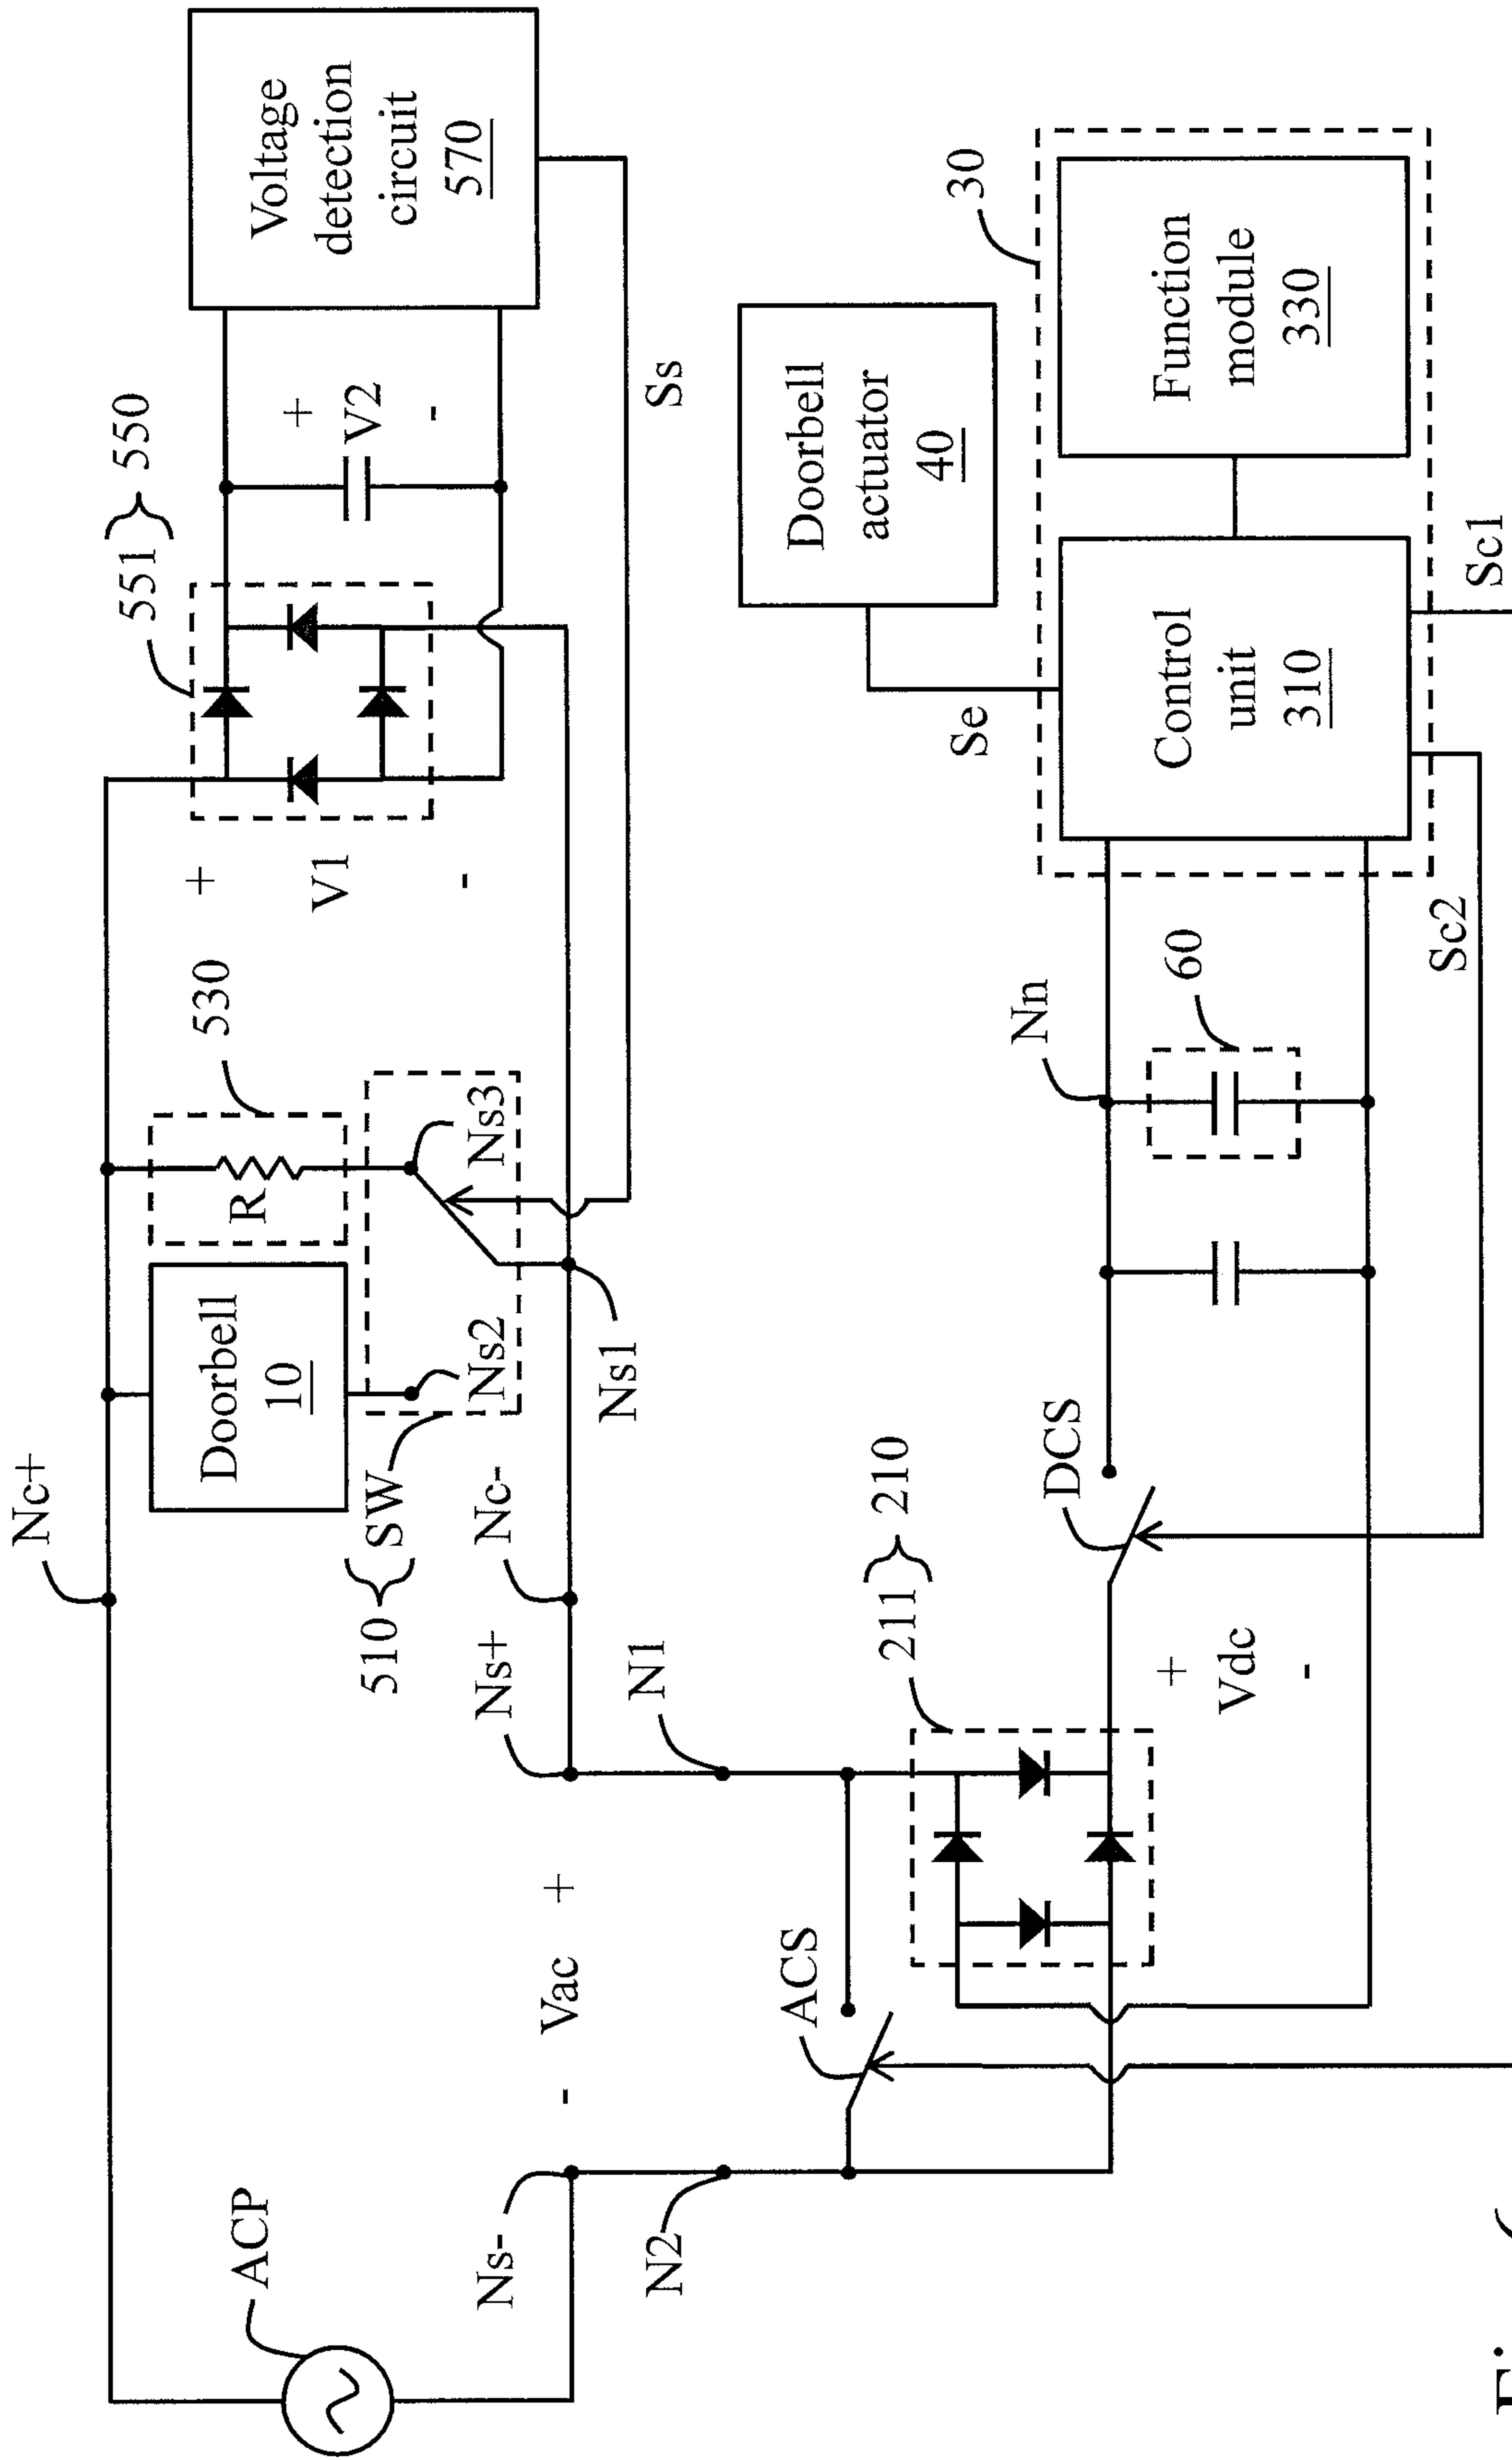 Nc+
ACP
Doorbell
10
R
530
+
V1
-
551
550
+
V2
-
Voltage
detection
circuit
570
510
SW
Ns2
Ns3
Ns-
- Vac +
Ns+
Nc-
Ns1
Ss
N2
N1
ACS
211
210
+
Vdc
-
DCS
Nn
60
Se
Doorbell
actuator
40
30
Control
unit
310
Function
module
330
Sc2
Sc1